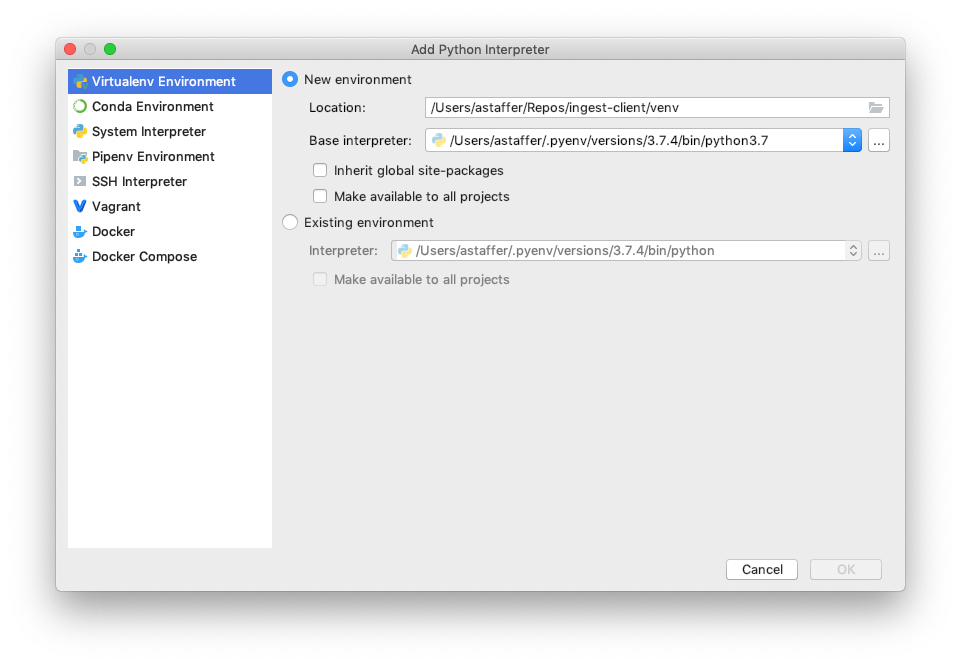 Add Python Interpreter
Virtualenv Environment
Conda Environment
System Interpreter
Pipenv Environment
SSH Interpreter
Vagrant
Docker
Docker Compose
New environment
Location: /Users/astaffer/Repos/ingest-client/venv
Base interpreter: /Users/astaffer/.pyenv/versions/3.7.4/bin/python3.7 ...
Inherit global site-packages
Make available to all projects
Existing environment
Interpreter: /Users/astaffer/.pyenv/versions/3.7.4/bin/python ...
Make available to all projects
Cancel OK